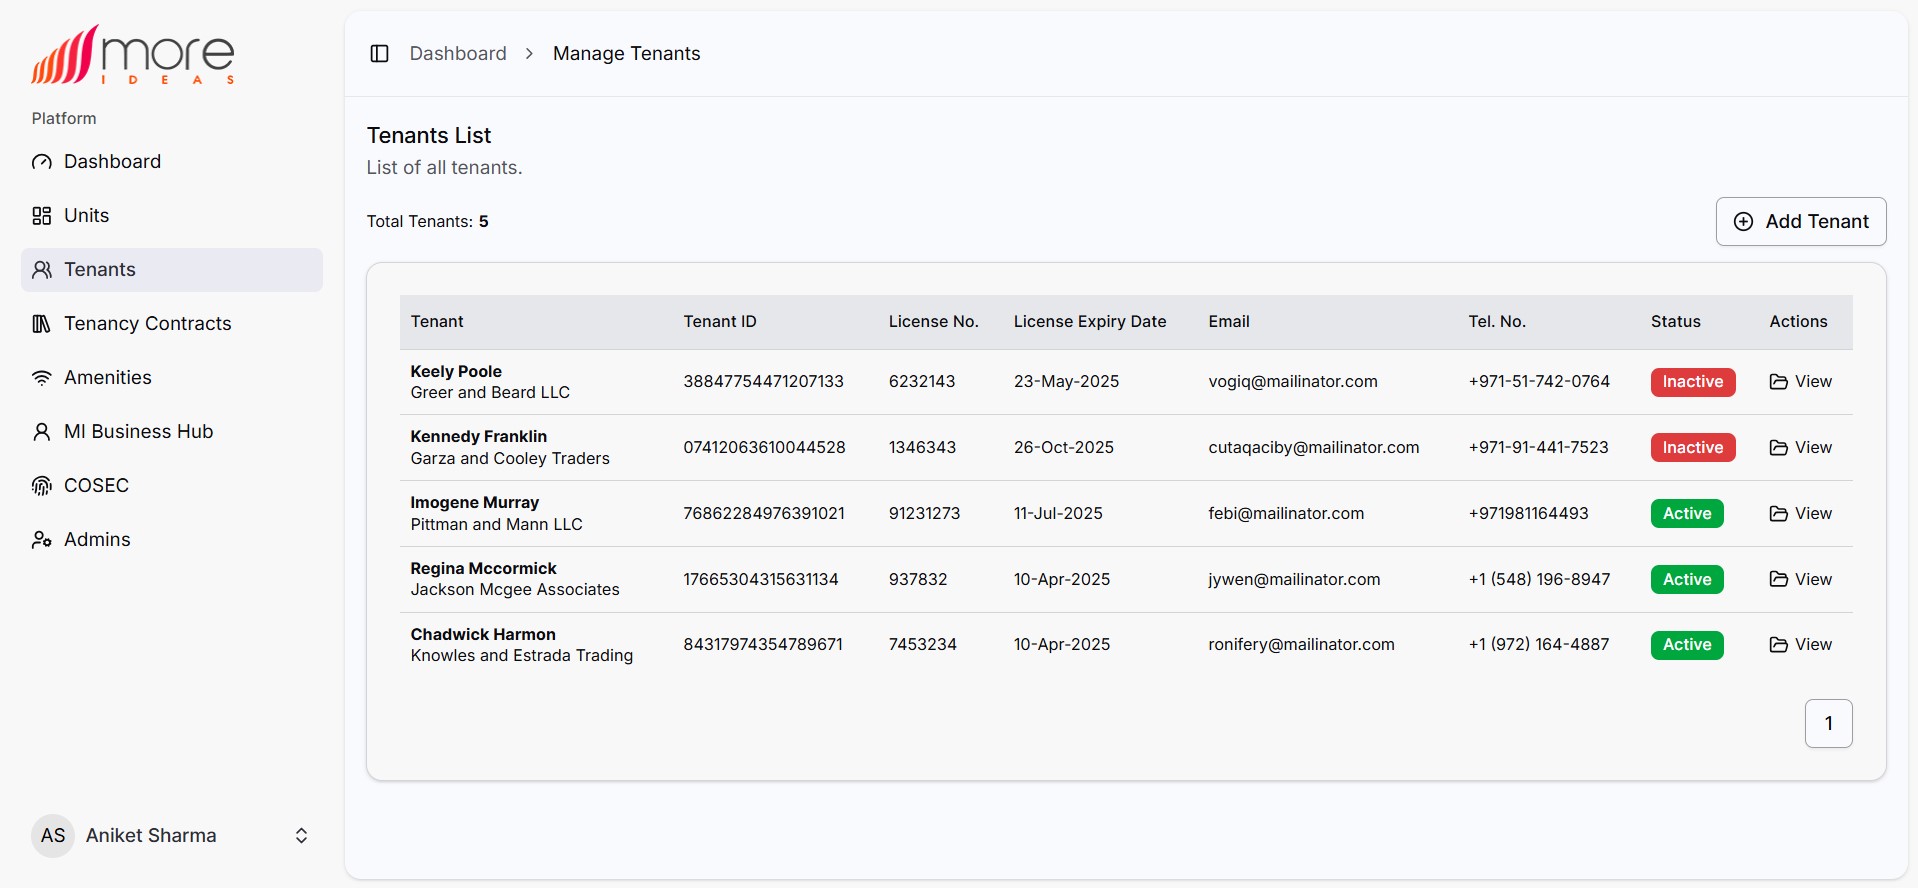 more
IDEAS
Platform
Dashboard
Units
Tenants
Tenancy Contracts
Amenities
MI Business Hub
COSEC
Admins
AS Aniket Sharma
Dashboard > Manage Tenants
Tenants List
List of all tenants.
Total Tenants: 5
Add Tenant
Tenant Tenant ID License No. License Expiry Date Email Tel. No. Status Actions
Keely Poole
Greer and Beard LLC
38847754471207133 6232143 23-May-2025 vogiq@mailinator.com +971-51-742-0764 Inactive View
Kennedy Franklin
Garza and Cooley Traders
07412063610044528 1346343 26-Oct-2025 cutaqaciby@mailinator.com +971-91-441-7523 Inactive View
Imogene Murray
Pittman and Mann LLC
76862284976391021 91231273 11-Jul-2025 febi@mailinator.com +971981164493 Active View
Regina Mccormick
Jackson Mcgee Associates
17665304315631134 937832 10-Apr-2025 jywen@mailinator.com +1 (548) 196-8947 Active View
Chadwick Harmon
Knowles and Estrada Trading
84317974354789671 7453234 10-Apr-2025 ronifery@mailinator.com +1 (972) 164-4887 Active View
1